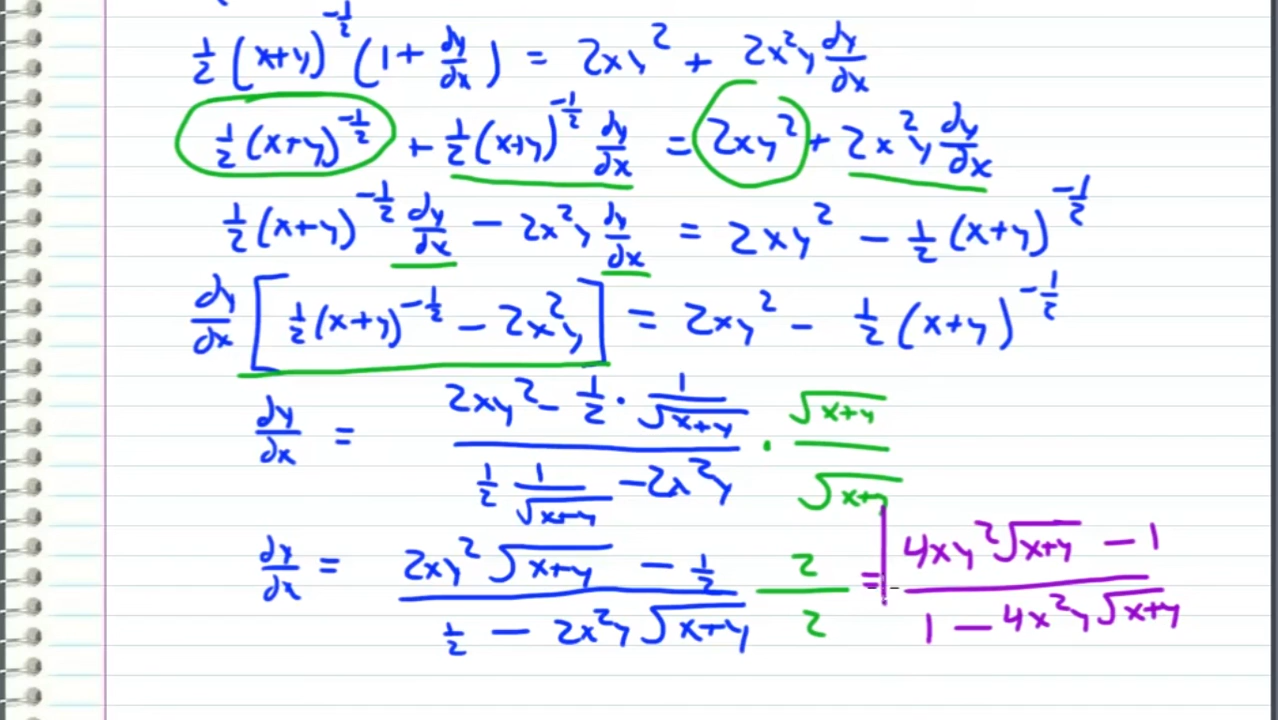 ½(x+y)^(-½) (1 + dy/dx) = 2xy² + 2x²y dy/dx
½(x+y)^(-½) + ½(x+y)^(-½) dy/dx = 2xy² + 2x²y dy/dx
½(x+y)^(-½) dy/dx − 2x²y dy/dx = 2xy² − ½(x+y)^(-½)
dy/dx [½(x+y)^(-½) − 2x²y] = 2xy² − ½(x+y)^(-½)
dy/dx = (2xy² − ½ · 1/√(x+y)) / (½ 1/√(x+y) − 2x²y) · √(x+y)/√(x+y)
dy/dx = (2xy²√(x+y) − ½) / (½ − 2x²y√(x+y)) 2/2 = (4xy²√(x+y) − 1) / (1 − 4x²y√(x+y))